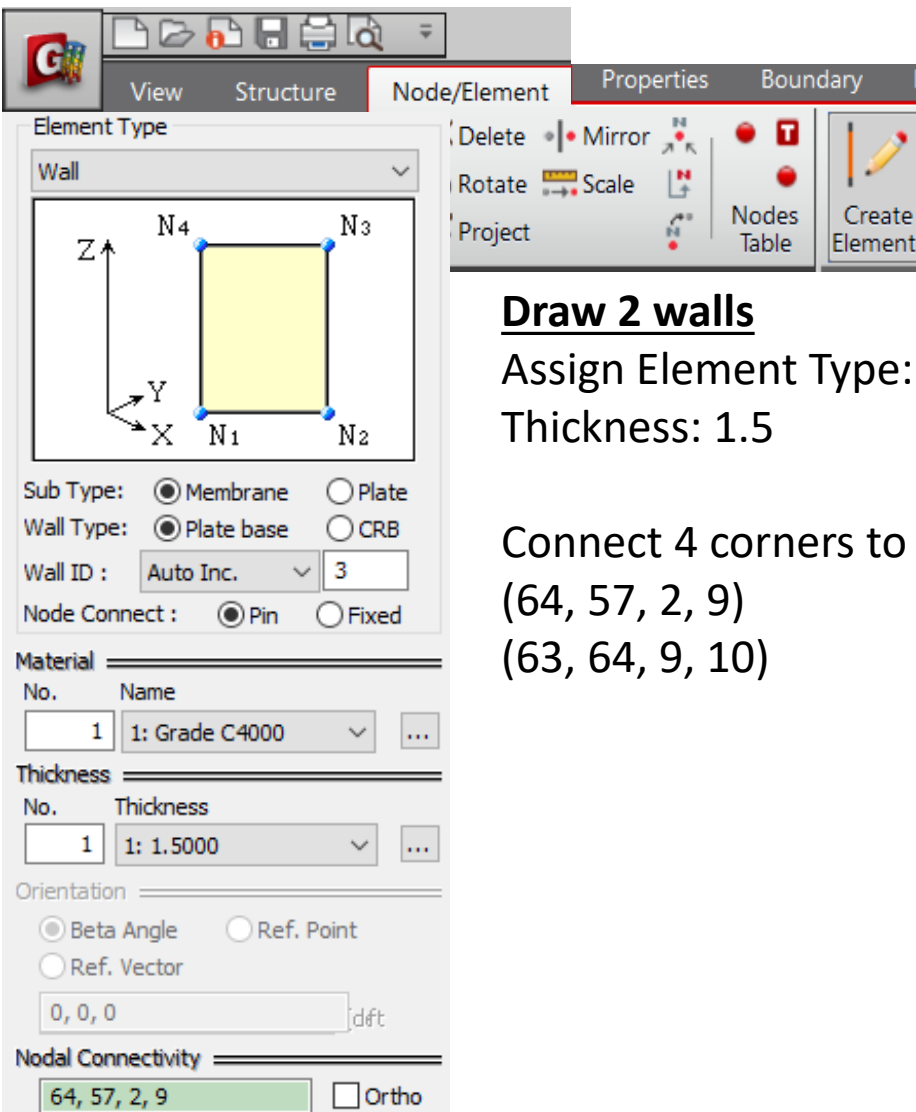 View Structure Node/Element Properties Boundary
Element Type
Wall
Z
Y
X
N4
N3
N1
N2
Sub Type: Membrane Plate
Wall Type: Plate base CRB
Wall ID : Auto Inc. 3
Node Connect : Pin Fixed
Material
No. Name
1 1: Grade C4000 ...
Thickness
No. Thickness
1 1: 1.5000 ...
Orientation
Beta Angle Ref. Point
Ref. Vector
0, 0, 0
Nodal Connectivity
64, 57, 2, 9 Ortho
Delete Mirror
Rotate Scale
Project
T
Nodes
Table
Create
Element
Draw 2 walls
Assign Element Type:
Thickness: 1.5
Connect 4 corners to
(64, 57, 2, 9)
(63, 64, 9, 10)